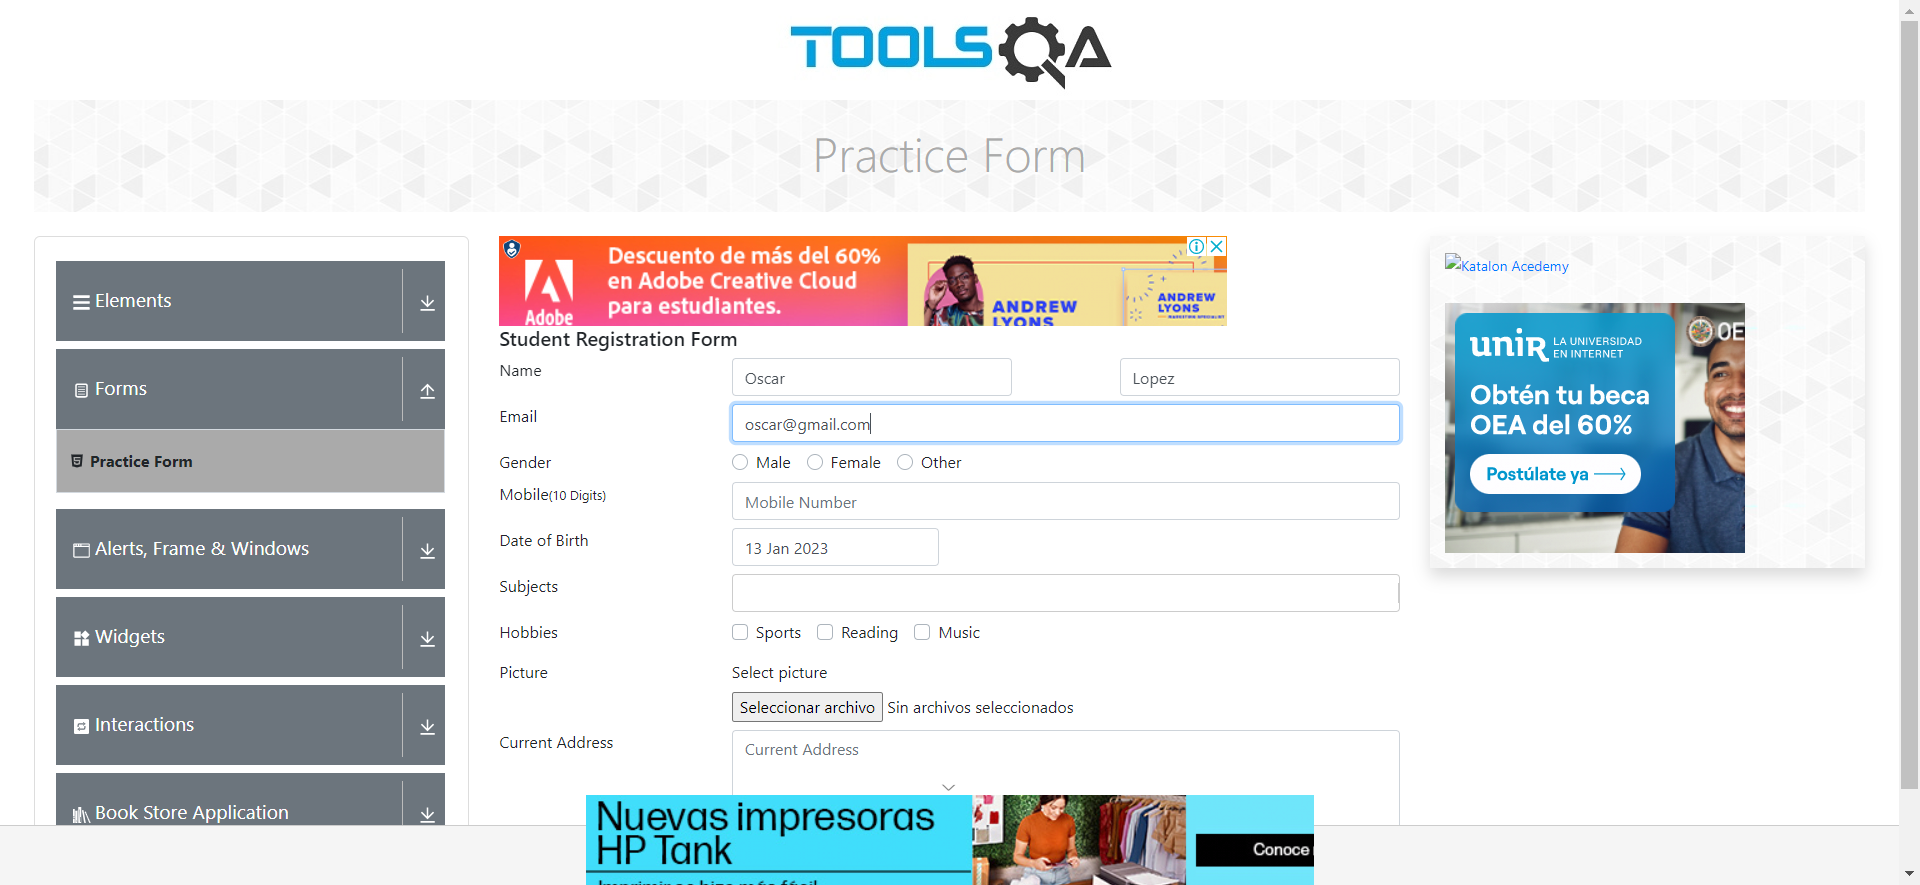 TOOLSQA
Practice Form
Elements
Forms
Practice Form
Alerts, Frame & Windows
Widgets
Interactions
Book Store Application
Adobe
Descuento de más del 60%
en Adobe Creative Cloud
para estudiantes.
ANDREW
LYONS
ANDREW
LYONS
Student Registration Form
Name
Oscar
Lopez
Email
oscar@gmail.com
Gender
Male
Female
Other
Mobile(10 Digits)
Mobile Number
Date of Birth
13 Jan 2023
Subjects
Hobbies
Sports
Reading
Music
Picture
Select picture
Seleccionar archivo
Sin archivos seleccionados
Current Address
Current Address
Katalon Acedemy
unir LA UNIVERSIDAD
EN INTERNET
OE
Obtén tu beca
OEA del 60%
Postúlate ya
Nuevas impresoras
HP Tank
Conoce